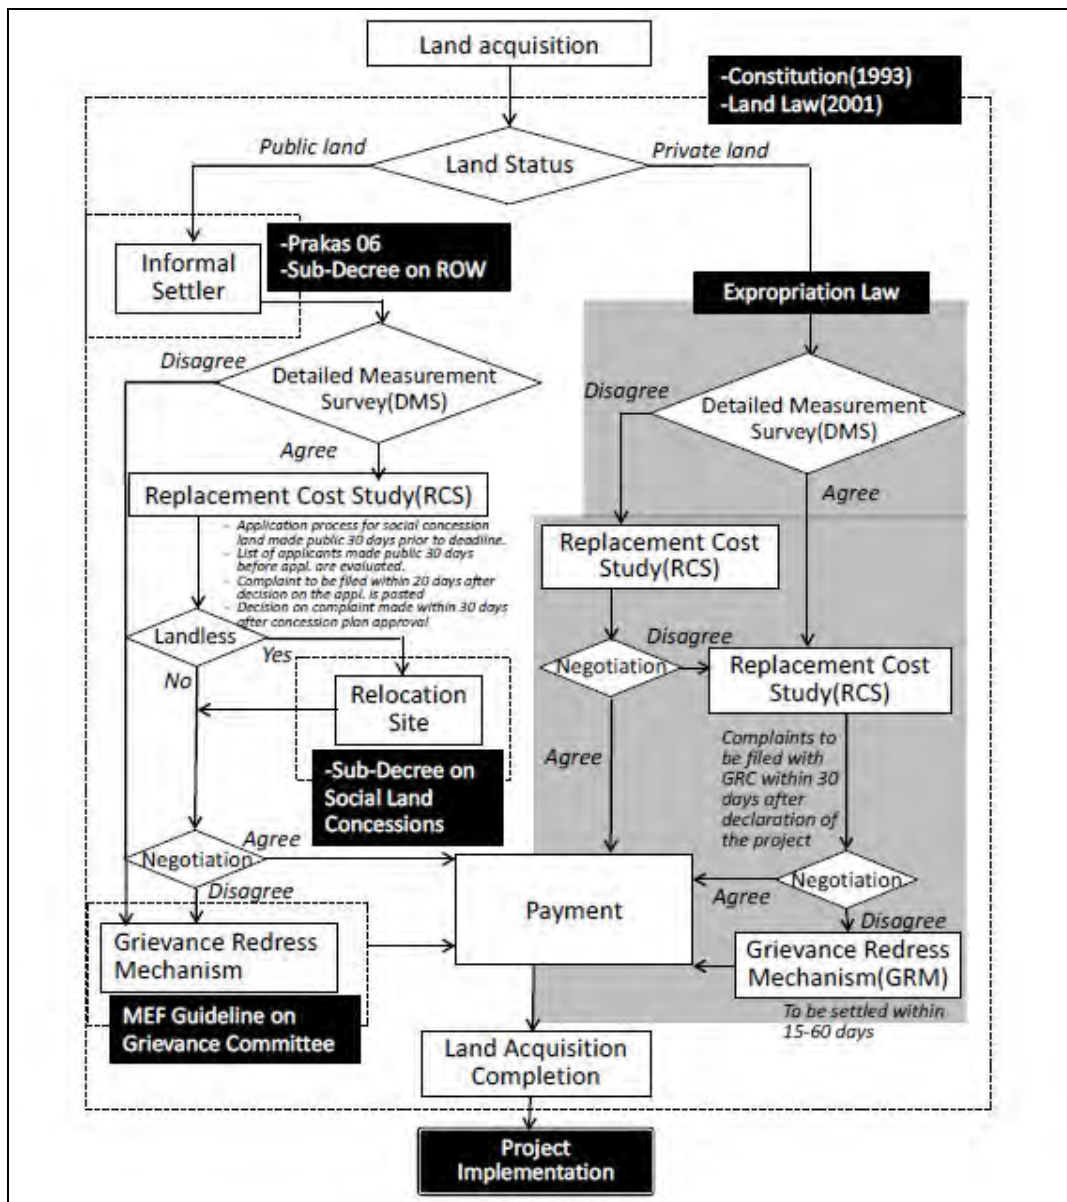 Land acquisition
-Constitution(1993)
-Land Law(2001)
Public land
Land Status
Private land
Informal
Settler
-Prakas 06
-Sub-Decree on ROW
Expropriation Law
Disagree
Detailed Measurement
Survey(DMS)
Agree
Disagree
Detailed Measurement
Survey(DMS)
Agree
Replacement Cost Study(RCS)
- Application process for social concession
land made public 30 days prior to deadline.
- List of applicants made public 30 days
before appl. are evaluated.
- Complaint to be filed within 20 days after
decision on the appl. is posted
- Decision on complaint made within 30 days
after concession plan approval
Replacement Cost
Study(RCS)
Landless
Yes
No
Relocation
Site
-Sub-Decree on
Social Land
Concessions
Negotiation
Disagree
Agree
Replacement Cost
Study(RCS)
Complaints to
be filed with
GRC within 30
days after
declaration of
the project
Negotiation
Agree
Disagree
Payment
Negotiation
Agree
Disagree
Grievance Redress
Mechanism
MEF Guideline on
Grievance Committee
Grievance Redress
Mechanism(GRM)
To be settled within
15-60 days
Land Acquisition
Completion
Project
Implementation